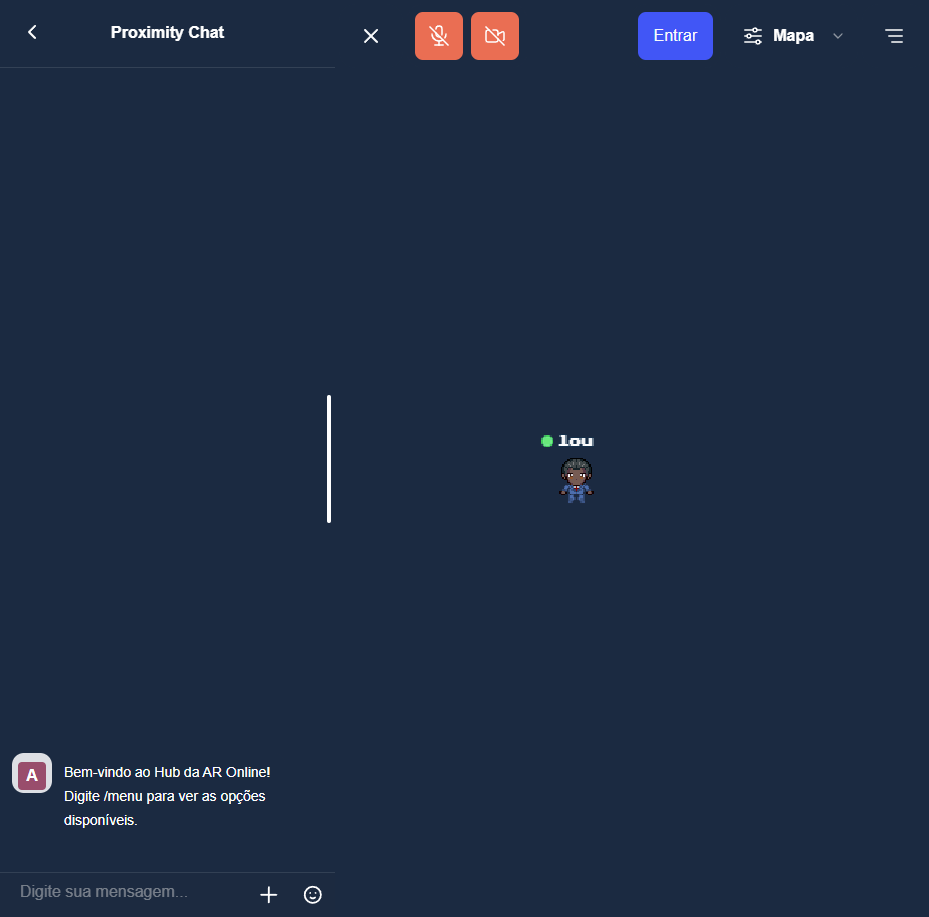 Proximity Chat
Entrar
Mapa
lou
A
Bem-vindo ao Hub da AR Online!
Digite /menu para ver as opções
disponíveis.
Digite sua mensagem...